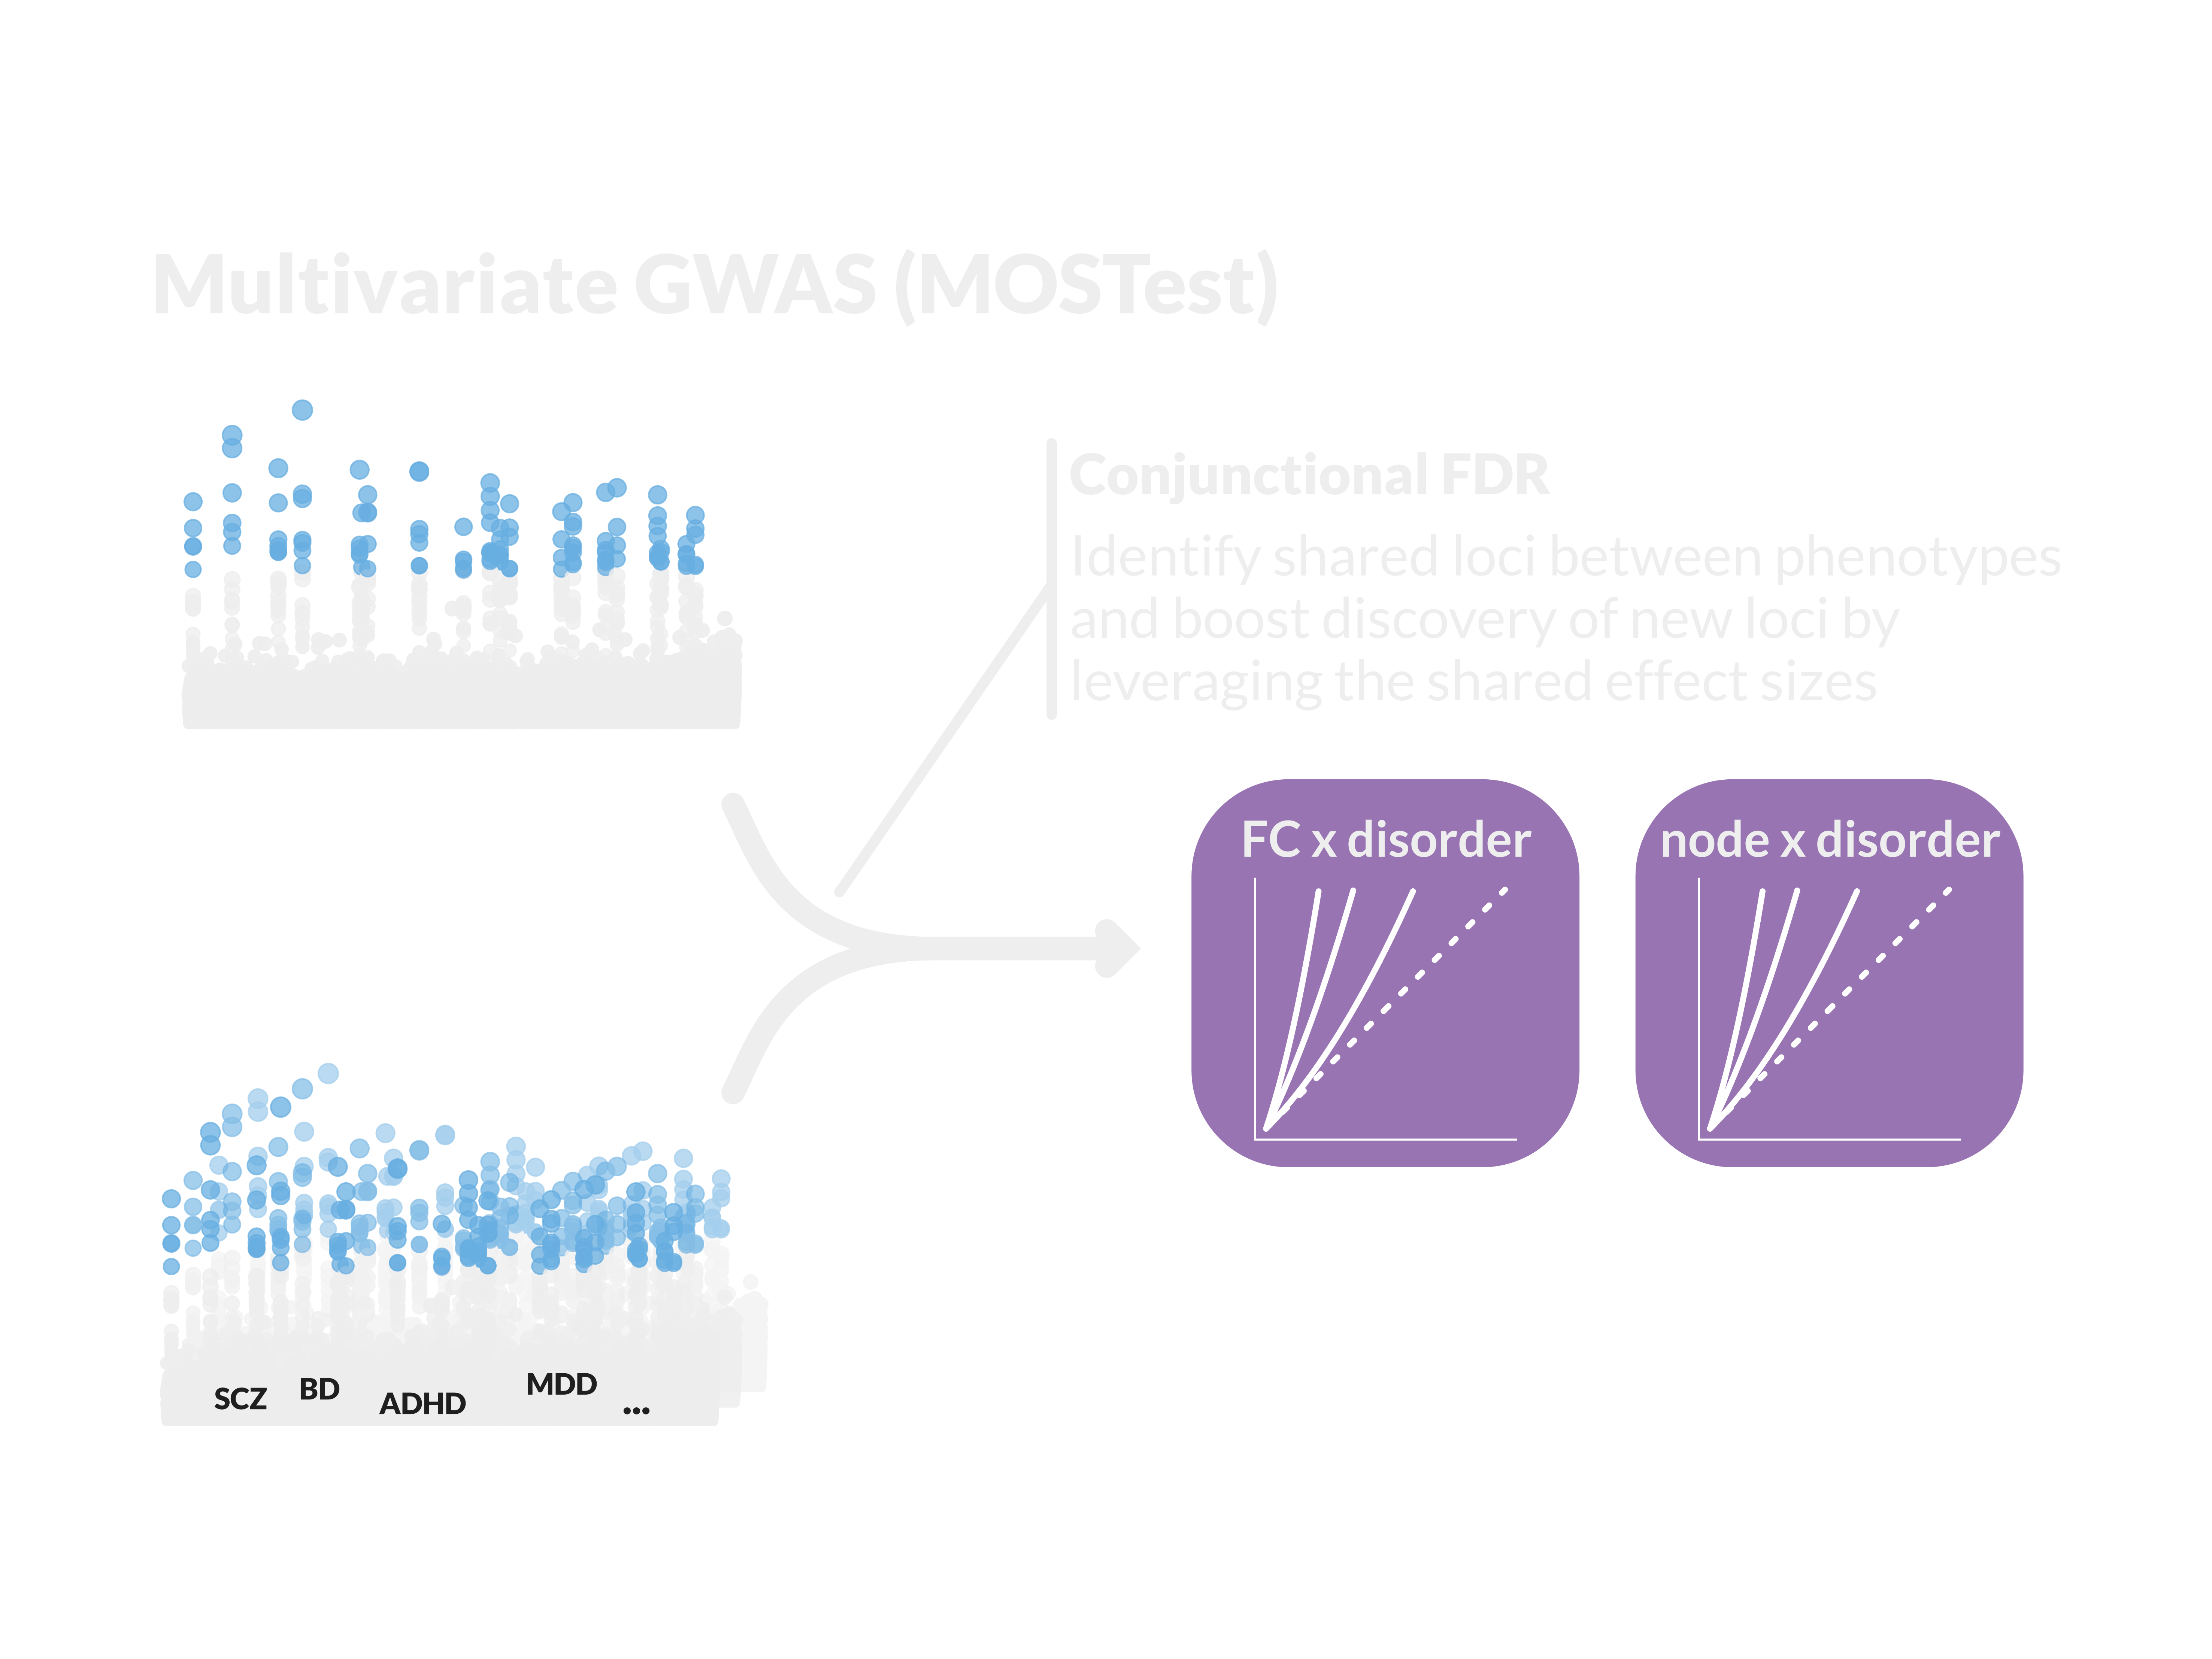 Multivariate GWAS (MOSTest)
Conjunctional FDR
Identify shared loci between phenotypes
and boost discovery of new loci by
leveraging the shared effect sizes
FC x disorder
node x disorder
SCZ
BD
ADHD
MDD
...